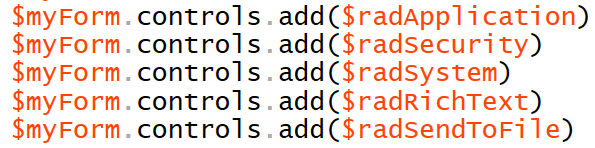 $myForm.controls.add($radApplication)
$myForm.controls.add($radSecurity)
$myForm.controls.add($radSystem)
$myForm.controls.add($radRichText)
$myForm.controls.add($radSendToFile)